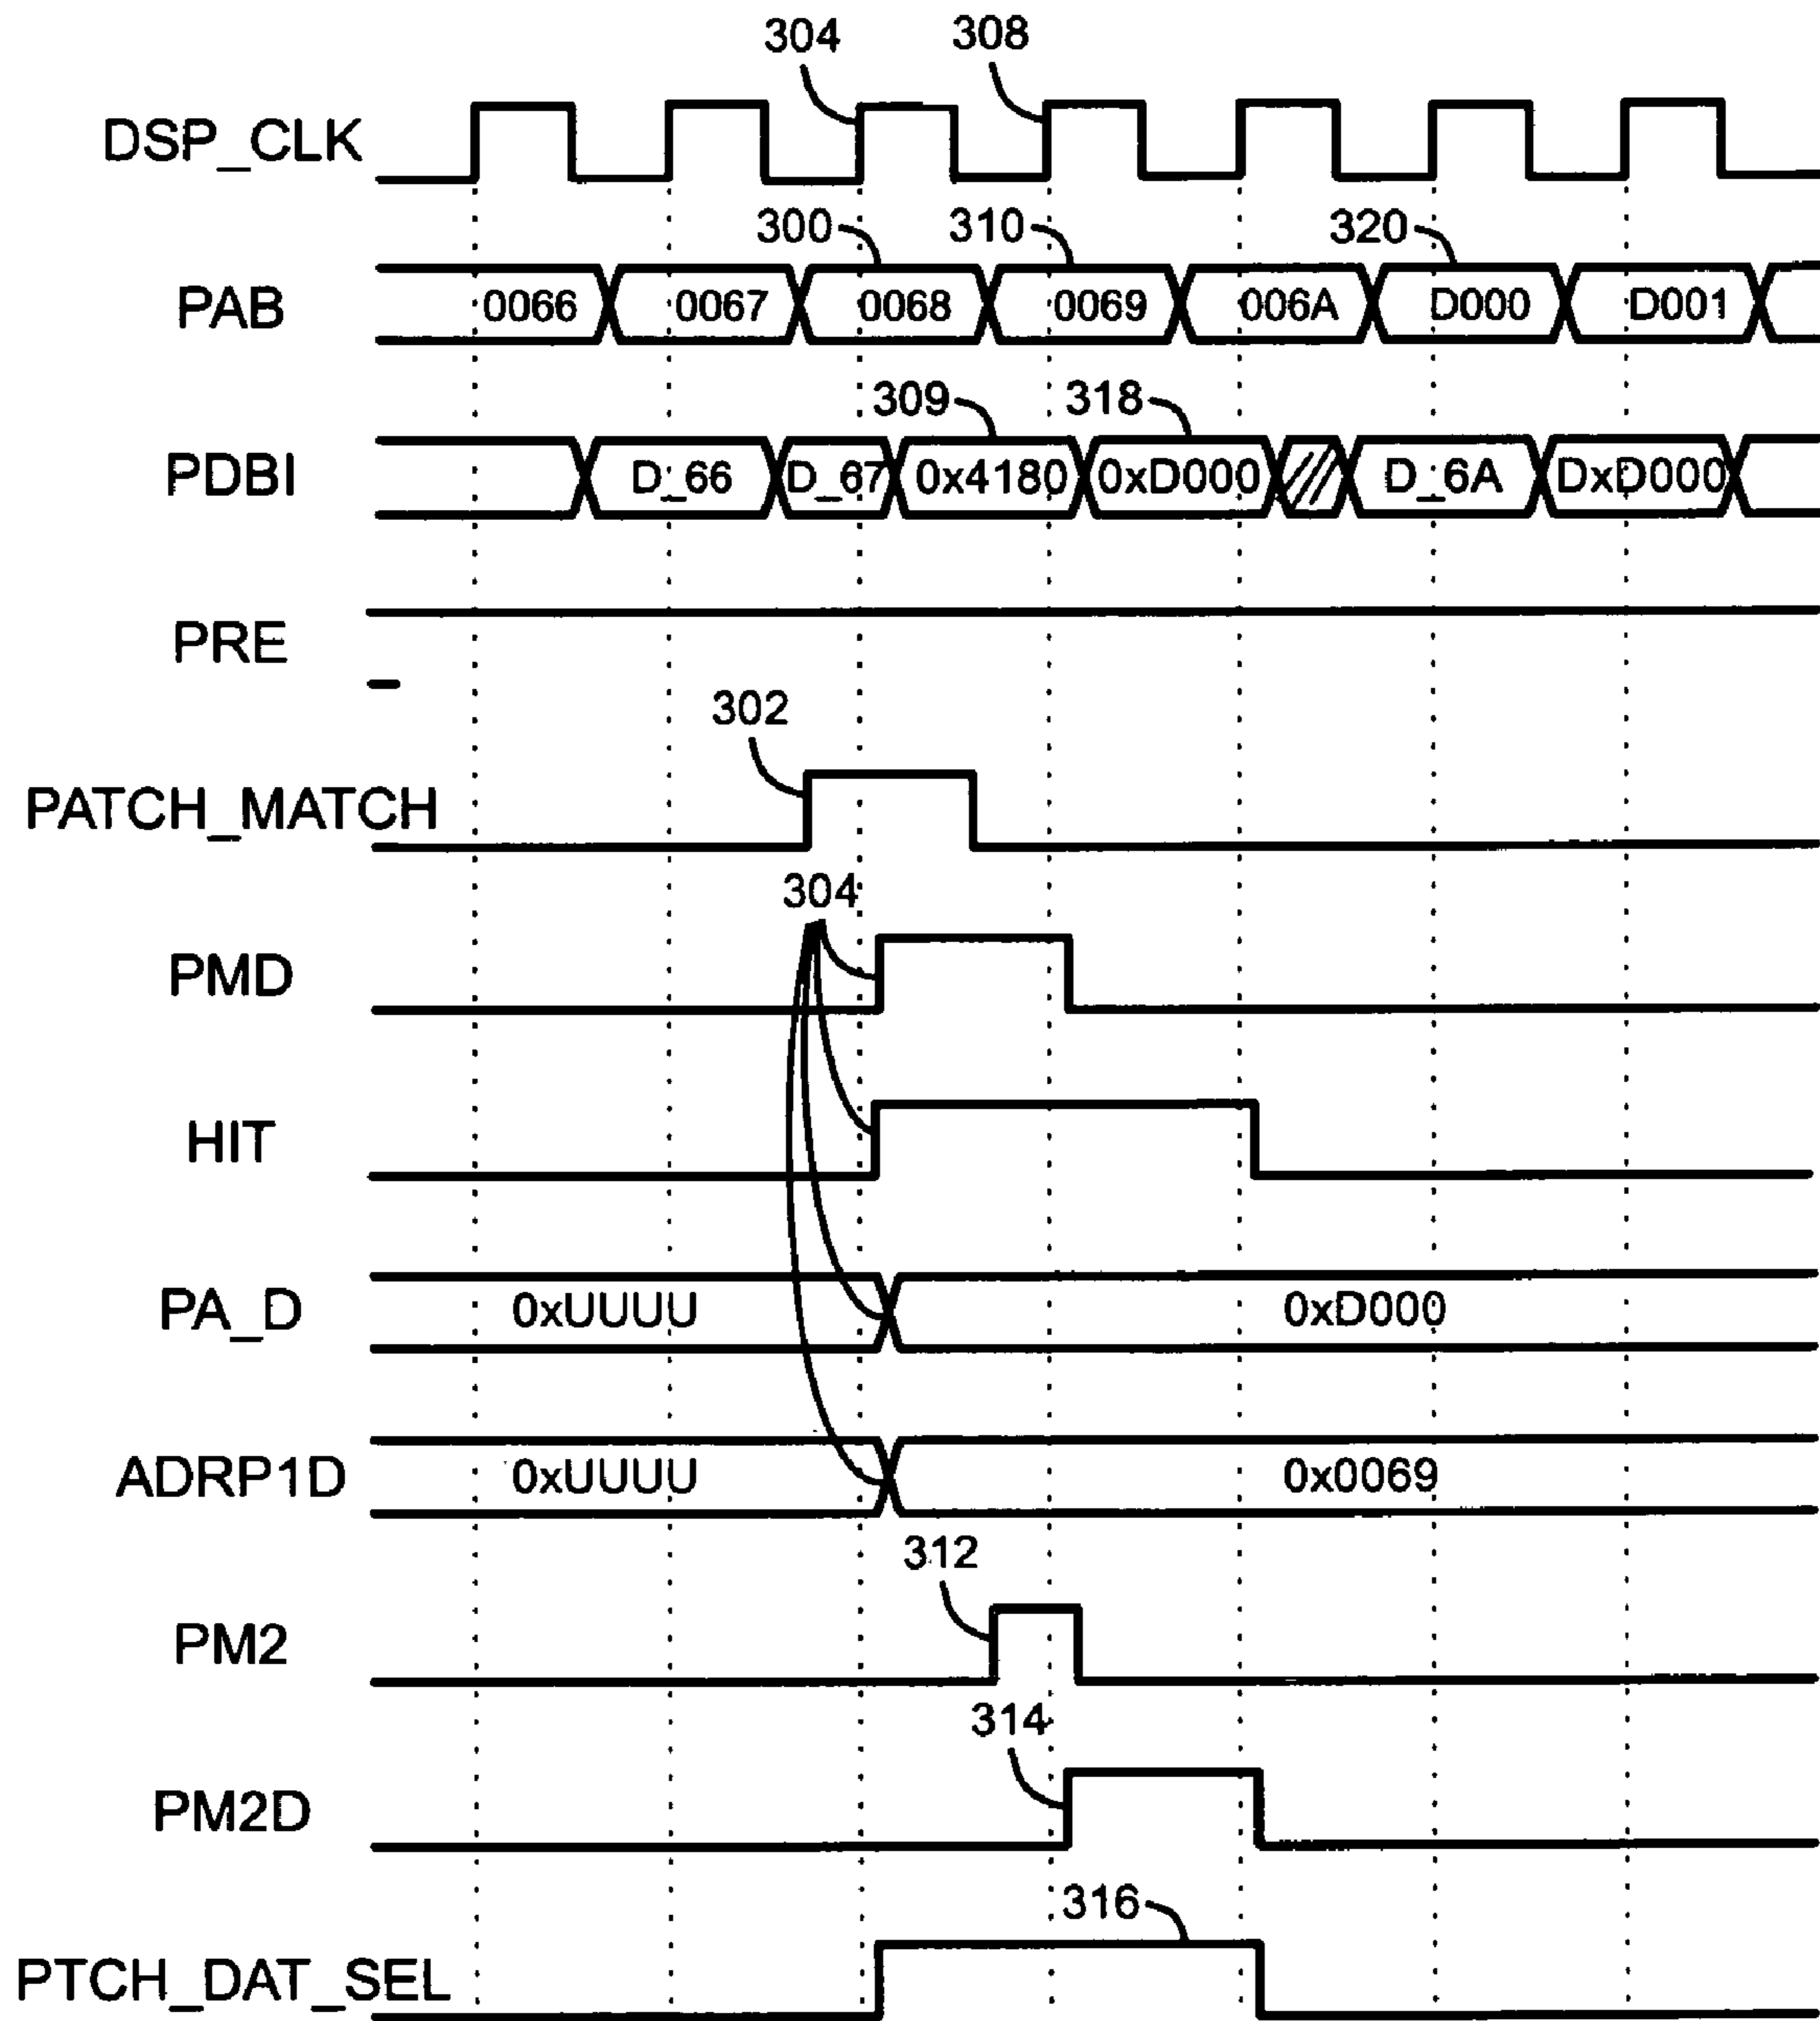 304 308
DSP_CLK
300 310 320
PAB 0066 0067 0068 0069 006A D000 D001
309 318
PDBI D_66 D_67 0x4180 0xD000 D_6A DxD000
PRE
302
PATCH_MATCH
304
PMD
HIT
PA_D 0xUUUU 0xD000
ADRP1D 0xUUUU 0x0069
312
PM2
314
PM2D
316
PTCH_DAT_SEL